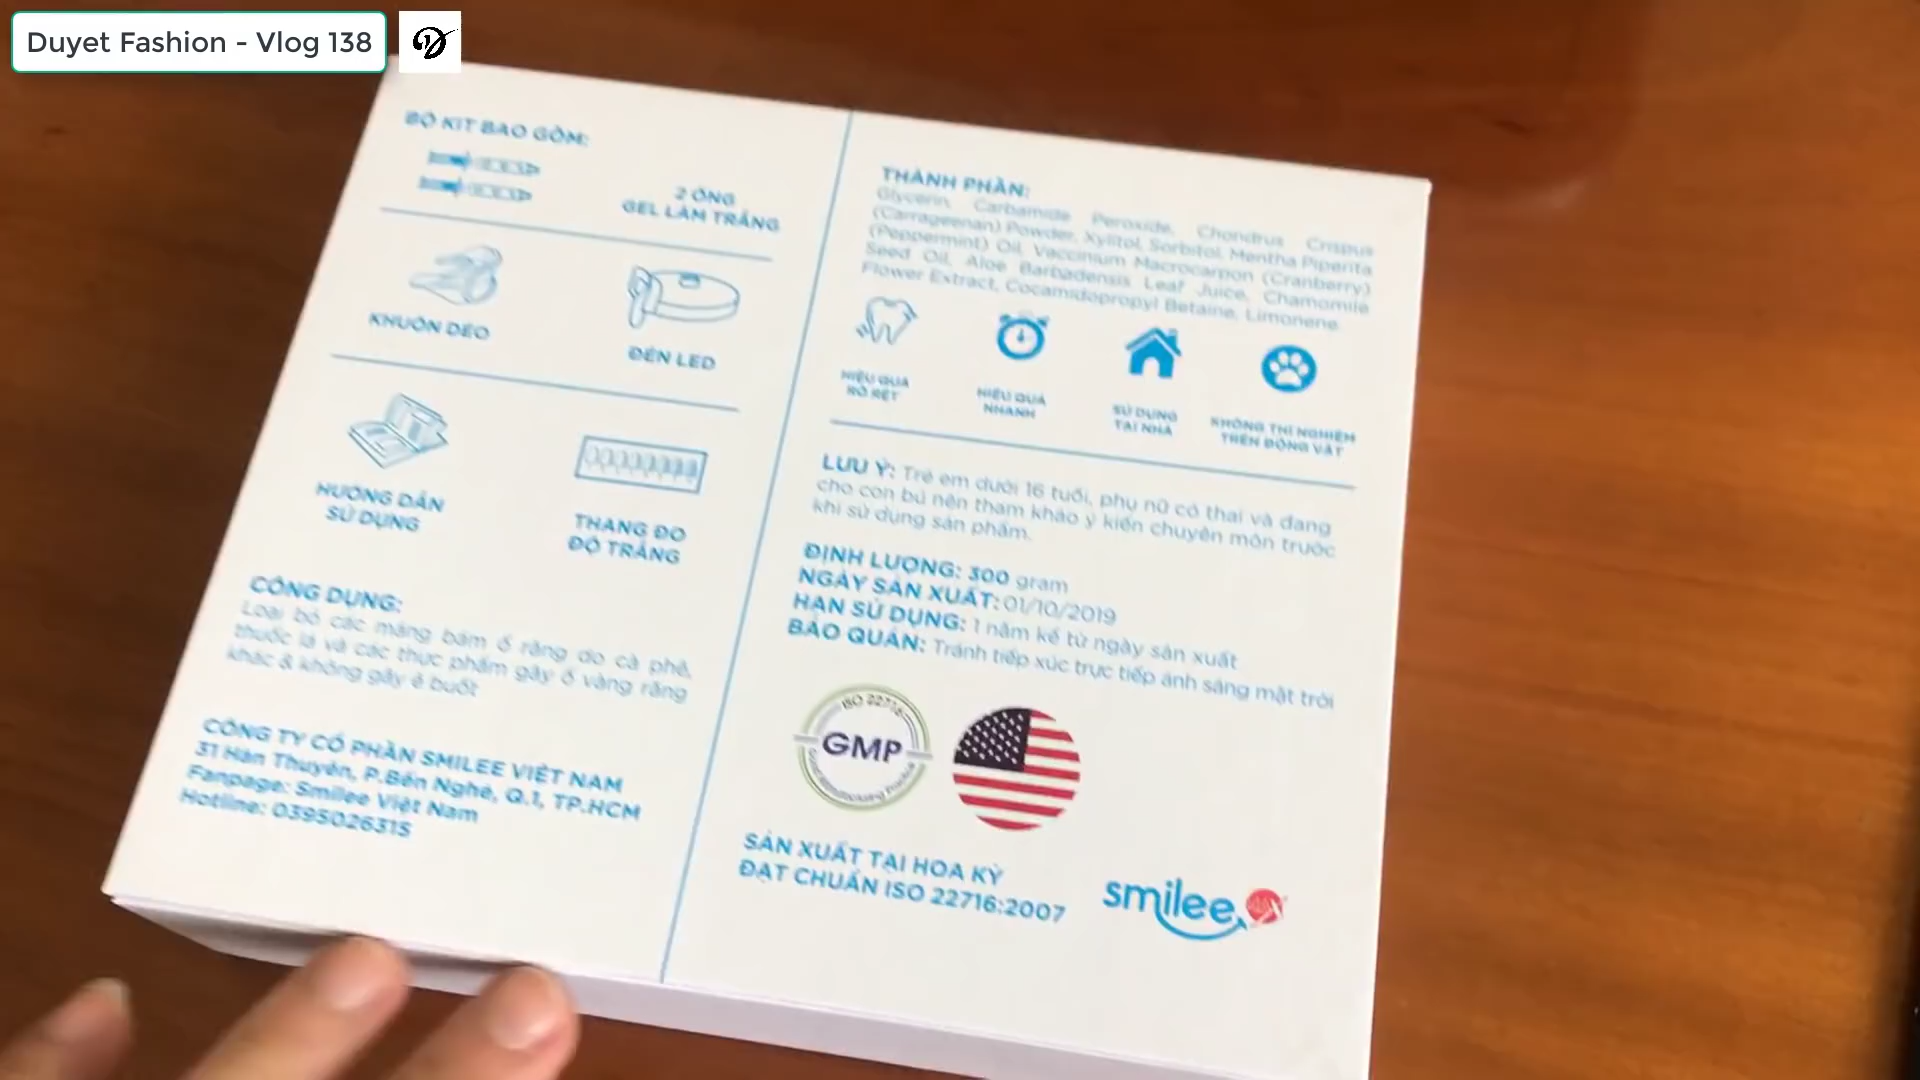 Duyet Fashion - Vlog 138
BỘ KIT BAO GỒM:
2 ỐNG
GEL LÀM TRẮNG
KHUÔN DẺO
ĐÈN LED
HƯỚNG DẪN
SỬ DỤNG
THANG ĐO
ĐỘ TRẮNG
CÔNG DỤNG:
Loại bỏ các mảng bám ố răng do cà phê,
thuốc lá và các thực phẩm gây ố vàng răng
khác & không gây ê buốt
CÔNG TY CỔ PHẦN SMILEE VIỆT NAM
31 Hàn Thuyên, P.Bến Nghé, Q.1, TP.HCM
Fanpage: Smilee Việt Nam
Hotline: 0395026315
THÀNH PHẦN:
Glycerin, Carbamide Peroxide, Chondrus Crispus
(Carrageenan) Powder, Xylitol, Sorbitol, Mentha Piperita
(Peppermint) Oil, Vaccinium Macrocarpon (Cranberry)
Seed Oil, Aloe Barbadensis Leaf Juice, Chamomile
Flower Extract, Cocamidopropyl Betaine, Limonene.
HIỆU QUẢ
RÕ RỆT
HIỆU QUẢ
NHANH
SỬ DỤNG
TẠI NHÀ
KHÔNG THÍ NGHIỆM
TRÊN ĐỘNG VẬT
LƯU Ý: Trẻ em dưới 16 tuổi, phụ nữ có thai và đang
cho con bú nên tham khảo ý kiến chuyên môn trước
khi sử dụng sản phẩm.
ĐỊNH LƯỢNG: 300 gram
NGÀY SẢN XUẤT: 01/10/2019
HẠN SỬ DỤNG: 1 năm kể từ ngày sản xuất
BẢO QUẢN: Tránh tiếp xúc trực tiếp ánh sáng mặt trời
ISO 22716
GMP
Good Manufacturing Practice
SẢN XUẤT TẠI HOA KỲ
ĐẠT CHUẨN ISO 22716:2007
smilee